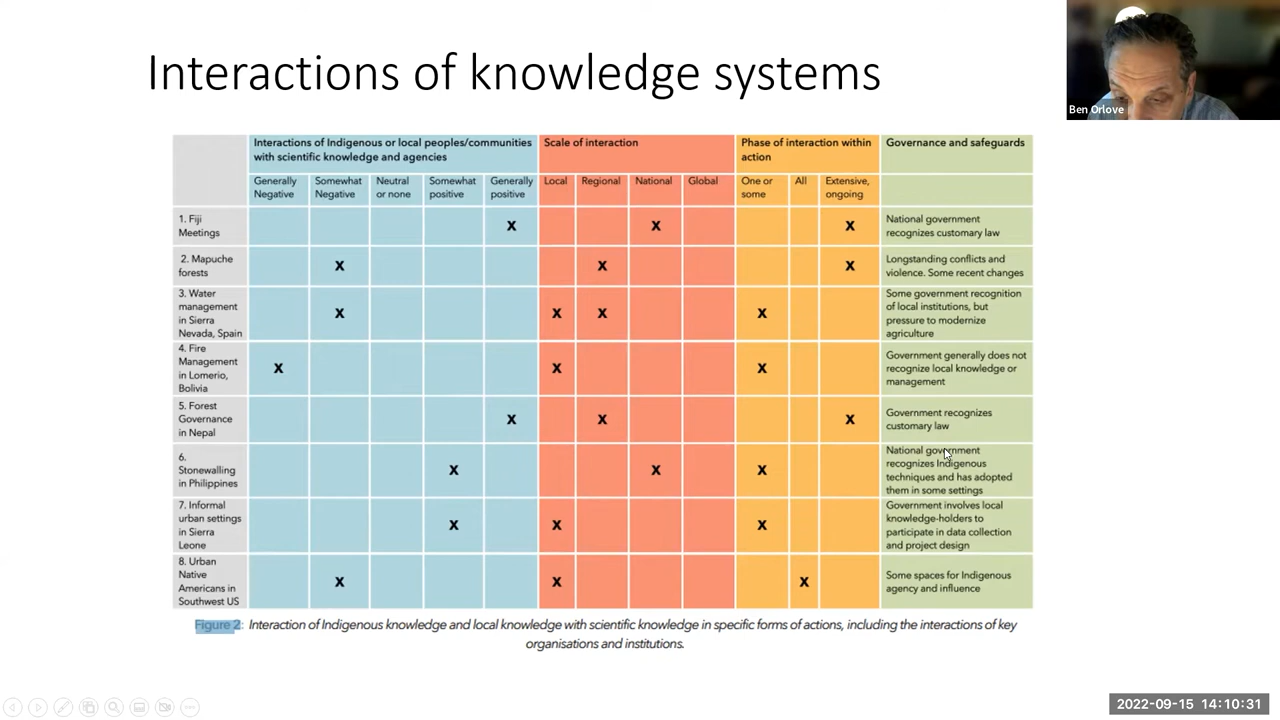 Interactions of knowledge systems
Ben Orlove
Interactions of Indigenous or local peoples/communities
with scientific knowledge and agencies
Scale of interaction
Phase of interaction within
action
Governance and safeguards
Generally
Negative
Somewhat
Negative
Neutral
or none
Somewhat
positive
Generally
positive
Local
Regional
National
Global
One or
some
All
Extensive,
ongoing
1. Fiji
Meetings
X
X
X
National government
recognizes customary law
2. Mapuche
forests
X
X
X
Longstanding conflicts and
violence. Some recent changes
3. Water
management
in Sierra
Nevada, Spain
X
X
X
X
Some government recognition
of local institutions, but
pressure to modernize
agriculture
4. Fire
Management
in Lomerio,
Bolivia
X
X
X
Government generally does not
recognize local knowledge or
management
5. Forest
Governance
in Nepal
X
X
X
Government recognizes
customary law
6.
Stonewalling
in Philippines
X
X
X
National government
recognizes Indigenous
techniques and has adopted
them in some settings
7. Informal
urban settings
in Sierra
Leone
X
X
X
Government involves local
knowledge-holders to
participate in data collection
and project design
8. Urban
Native
Americans in
Southwest US
X
X
X
Some spaces for Indigenous
agency and influence
Figure 2: Interaction of Indigenous knowledge and local knowledge with scientific knowledge in specific forms of actions, including the interactions of key
organisations and institutions.
2022-09-15 14:10:31